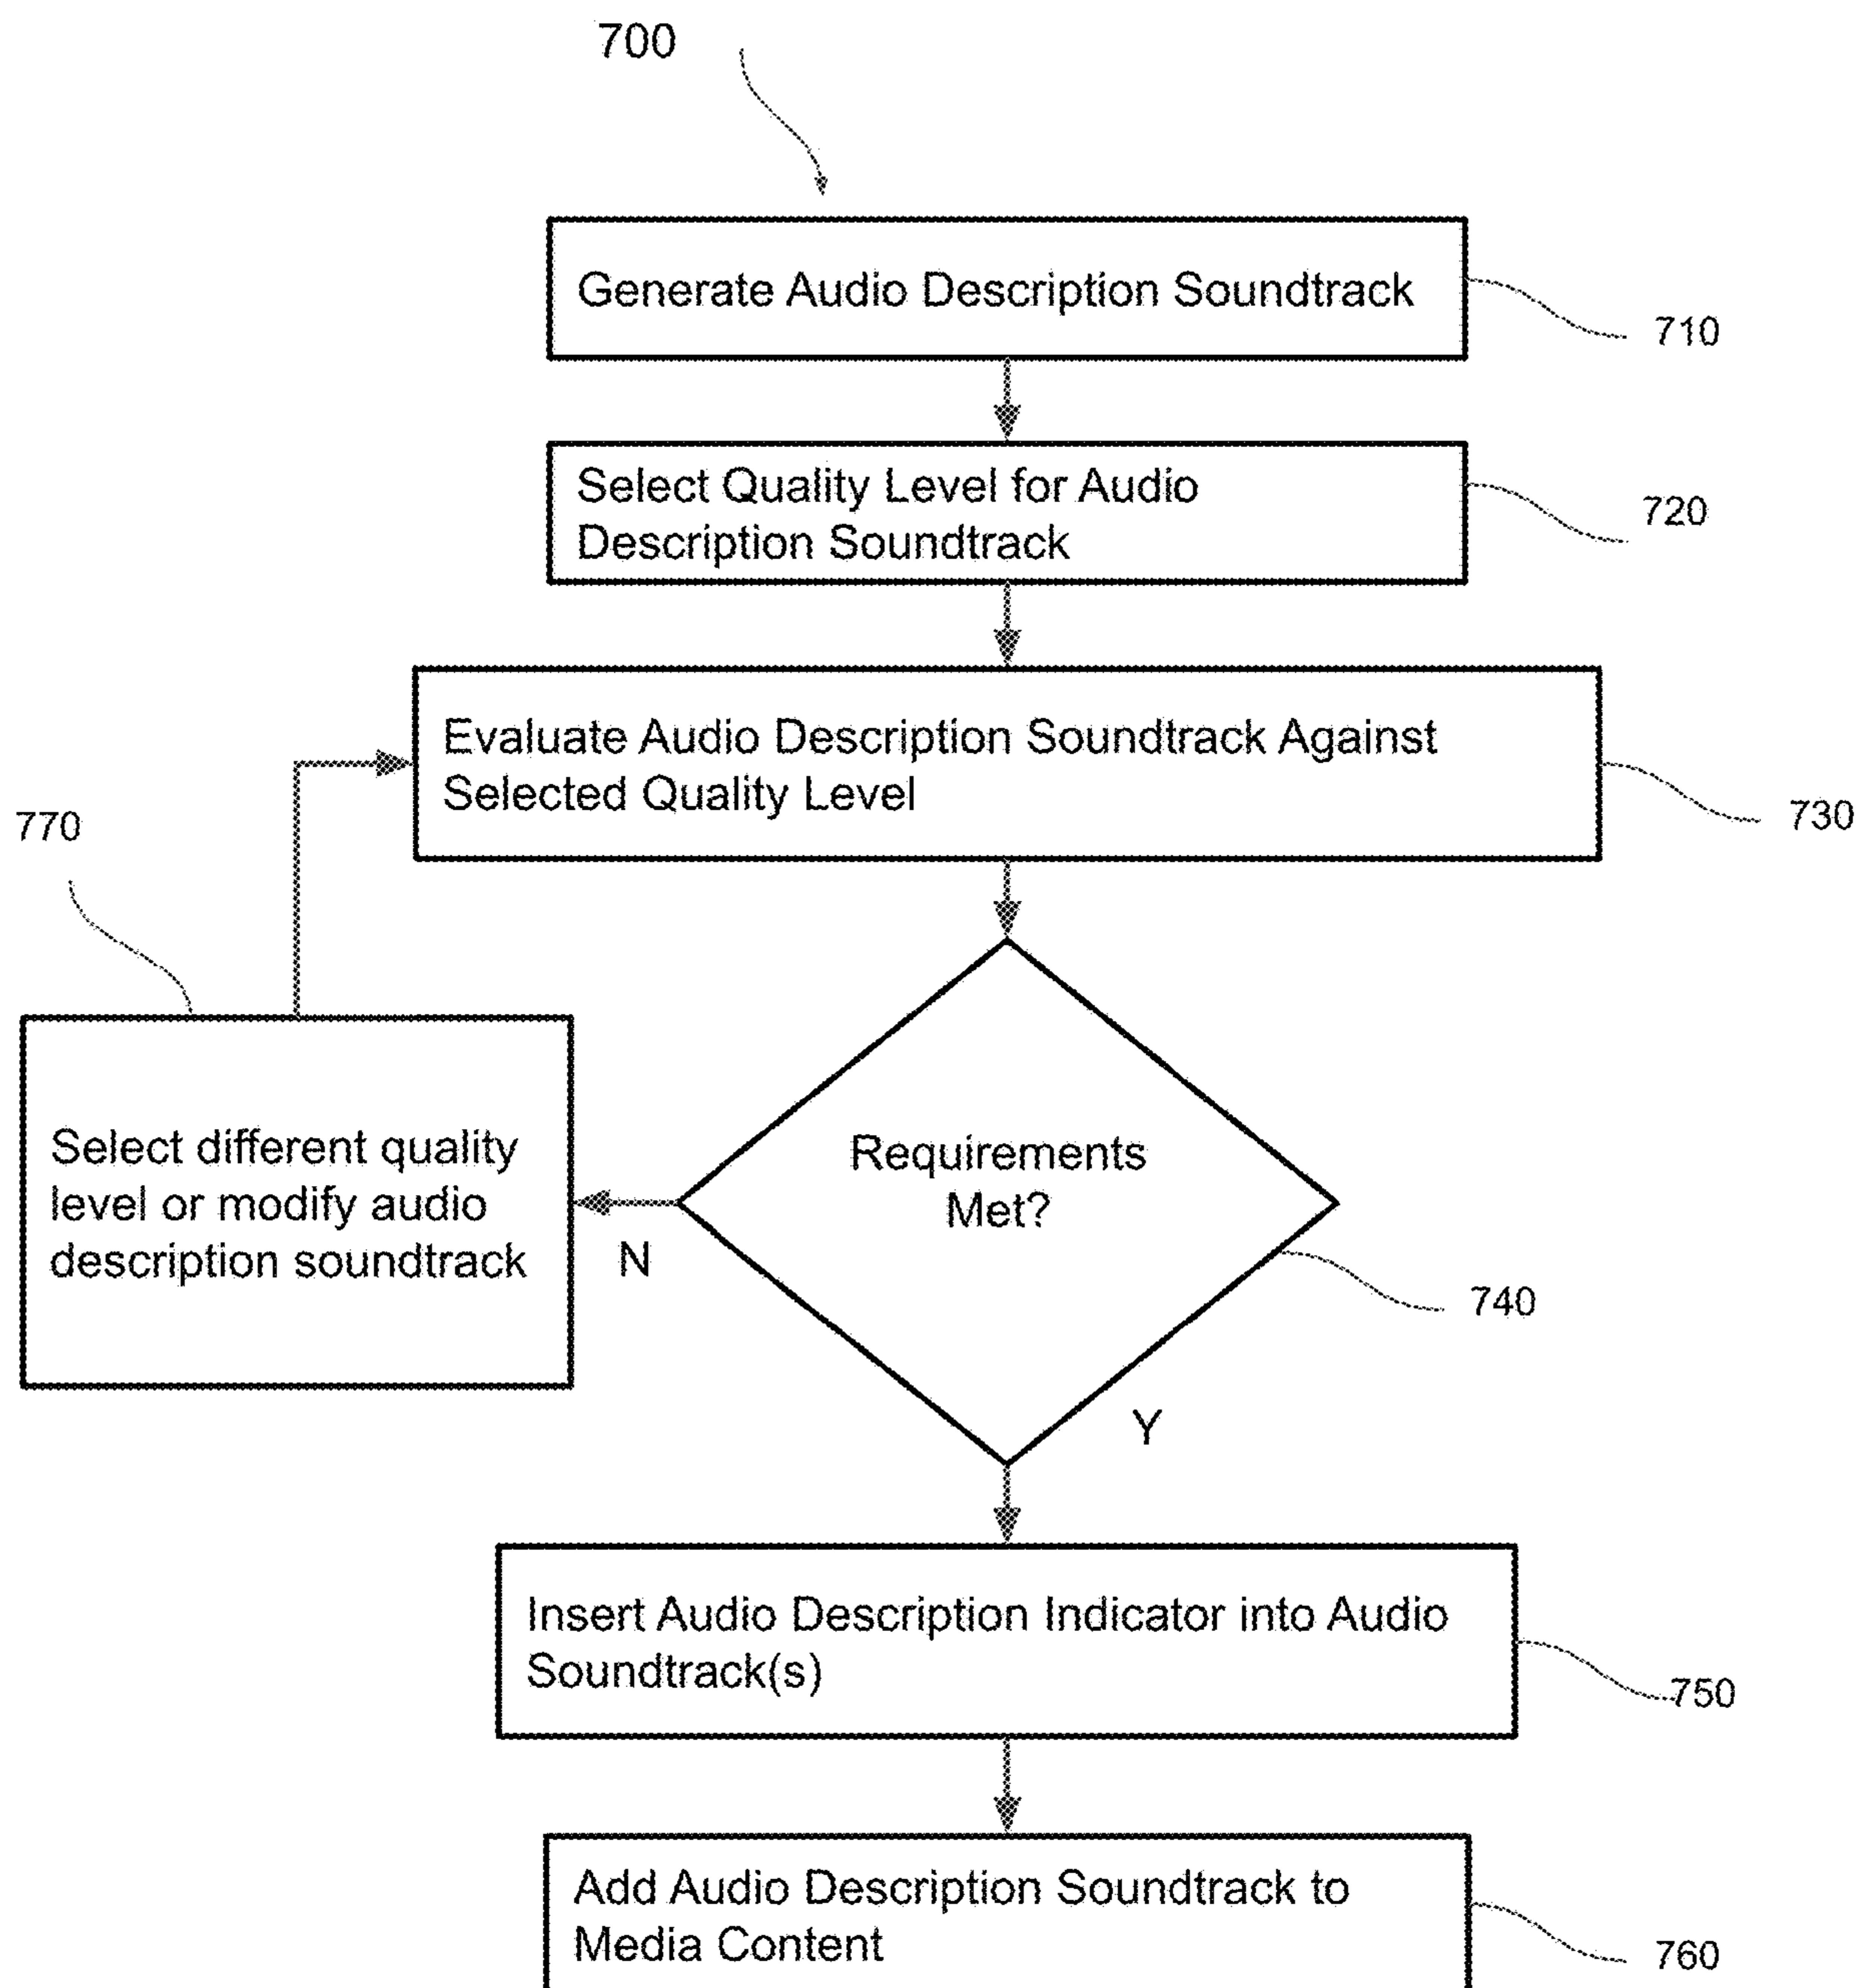 700
Generate Audio Description Soundtrack
710
Select Quality Level for Audio
Description Soundtrack
720
Evaluate Audio Description Soundtrack Against
Selected Quality Level
730
770
Select different quality
level or modify audio
description soundtrack
N
Requirements
Met?
740
Y
Insert Audio Description Indicator into Audio
Soundtrack(s)
750
Add Audio Description Soundtrack to
Media Content
760